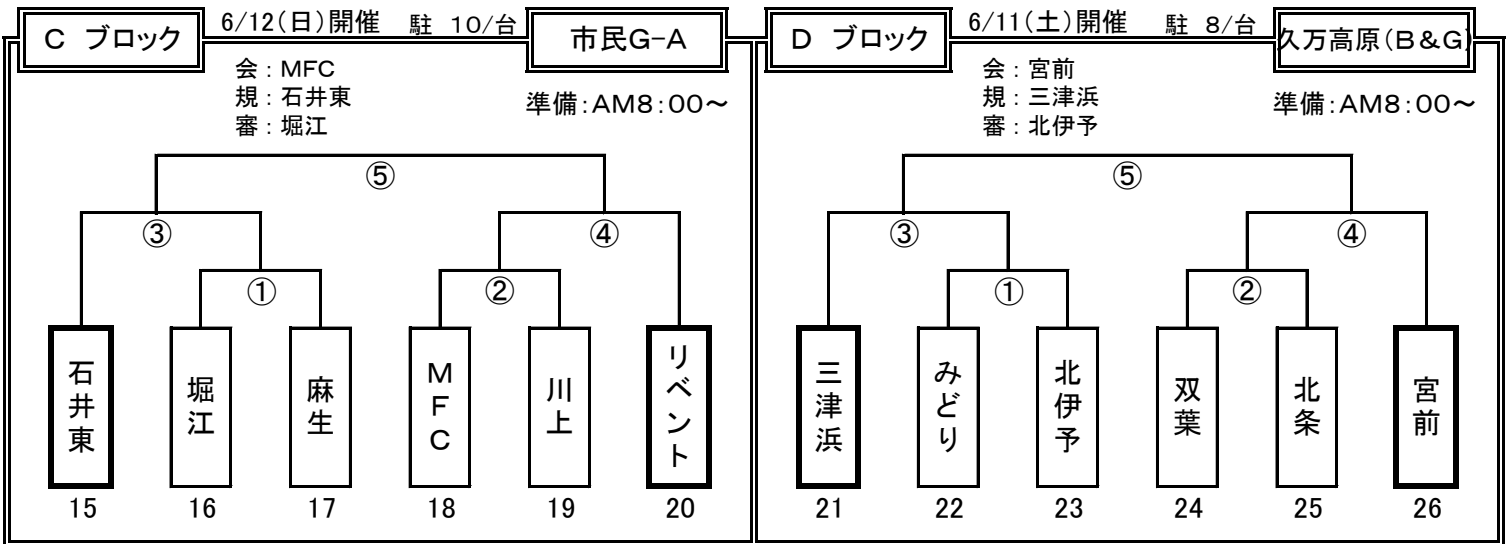 C ブロック
6/12(日)開催 駐 10/台
市民G-A
会：MFC
規：石井東
審：堀江
準備：AM8：00～
⑤
③
④
①
②
石井東
堀江
麻生
MFC
川上
リベント
15 16 17 18 19 20
D ブロック
6/11(土)開催 駐 8/台
久万高原(B＆G)
会：宮前
規：三津浜
審：北伊予
準備：AM8：00～
⑤
③
④
①
②
三津浜
みどり
北伊予
双葉
北条
宮前
21 22 23 24 25 26